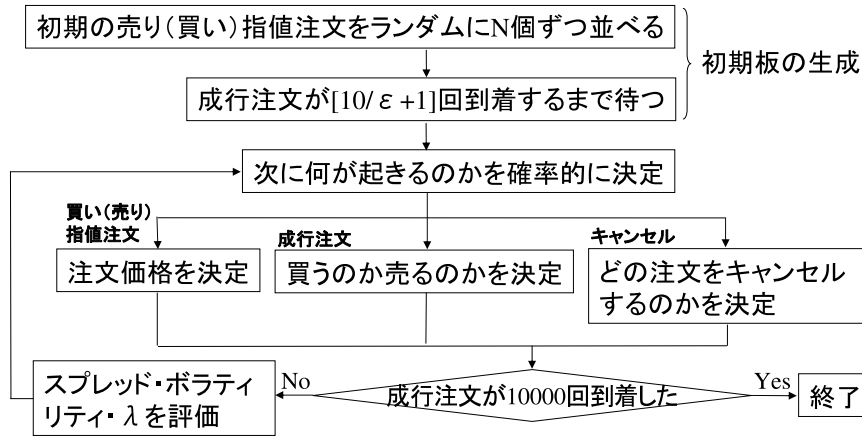 初期の売り(買い)指値注文をランダムにN個ずつ並べる
初期板の生成
成行注文が[10/ε+1]回到着するまで待つ
次に何が起きるのかを確率的に決定
買い(売り)
指値注文
成行注文
キャンセル
注文価格を決定
買うのか売るのかを決定
どの注文をキャンセル
するのかを決定
スプレッド・ボラティ
リティ・λを評価
No
成行注文が10000回到着した
Yes
終了